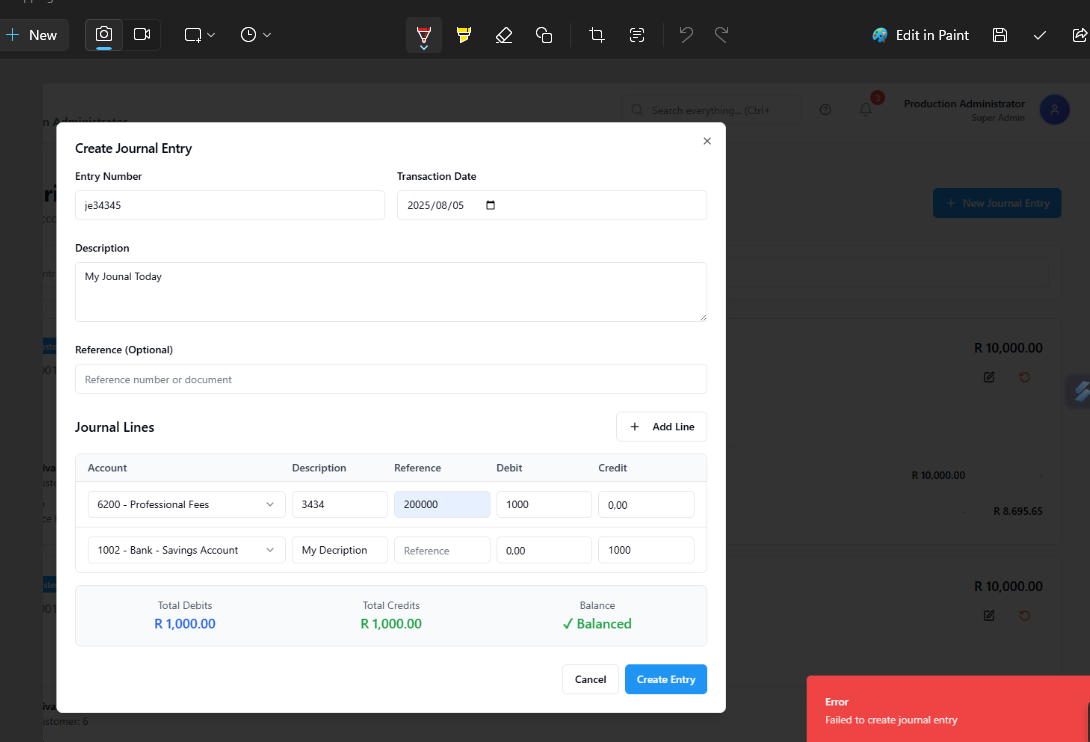 New
Edit in Paint
n Administrator
Search everything... (Ctrl+
3
Production Administrator
Super Admin
Create Journal Entry
Entry Number
Transaction Date
je34345
2025/08/05
New Journal Entry
Description
My Jounal Today
R 10,000.00
Reference (Optional)
Reference number or document
Journal Lines
Add Line
Account
Description
Reference
Debit
Credit
R 10,000.00
6200 - Professional Fees
3434
200000
1000
0,00
R 8,695.65
1002 - Bank - Savings Account
My Decription
Reference
0,00
1000
R 10,000.00
Total Debits
Total Credits
Balance
R 1,000.00
R 1,000.00
✓ Balanced
Cancel
Create Entry
Error
Failed to create journal entry
stomer: 6